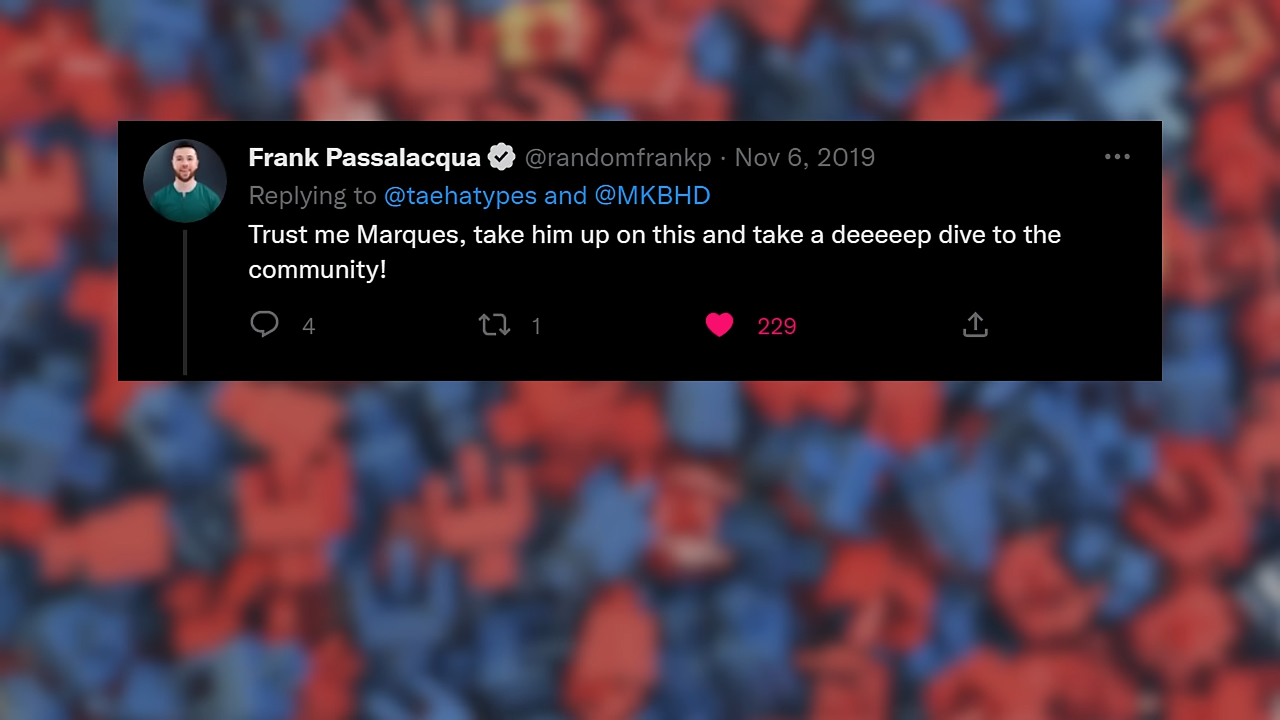 Frank Passalacqua @randomfrankp · Nov 6, 2019
Replying to @taehatypes and @MKBHD
Trust me Marques, take him up on this and take a deeeeep dive to the
community!
4 1 229